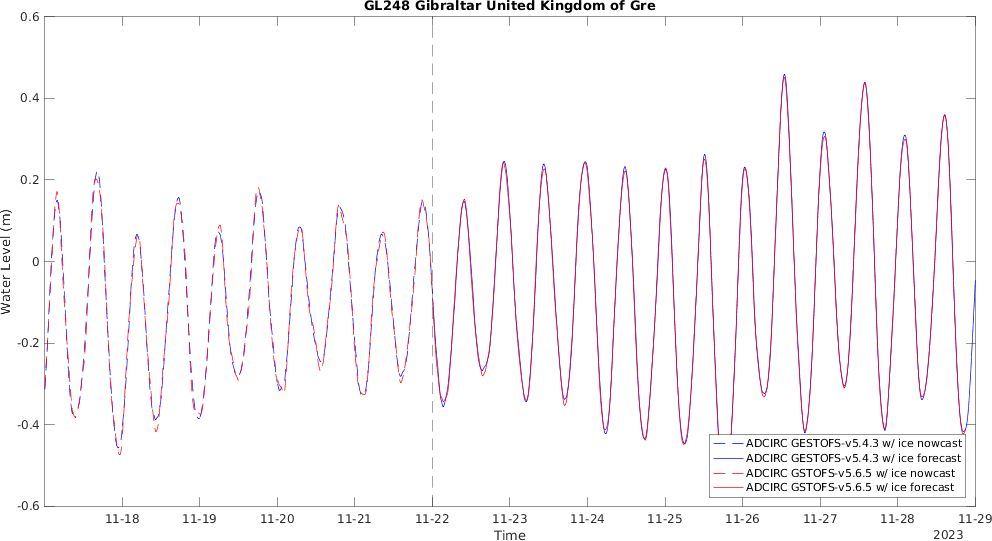 GL248 Gibraltar United Kingdom of Gre
0.6
0.4
0.2
0
-0.2
-0.4
-0.6
Water Level (m)
ADCIRC GESTOFS-v5.4.3 w/ ice nowcast
ADCIRC GESTOFS-v5.4.3 w/ ice forecast
ADCIRC GSTOFS-v5.6.5 w/ ice nowcast
ADCIRC GSTOFS-v5.6.5 w/ ice forecast
11-18 11-19 11-20 11-21 11-22 11-23 11-24 11-25 11-26 11-27 11-28 11-29
Time
2023